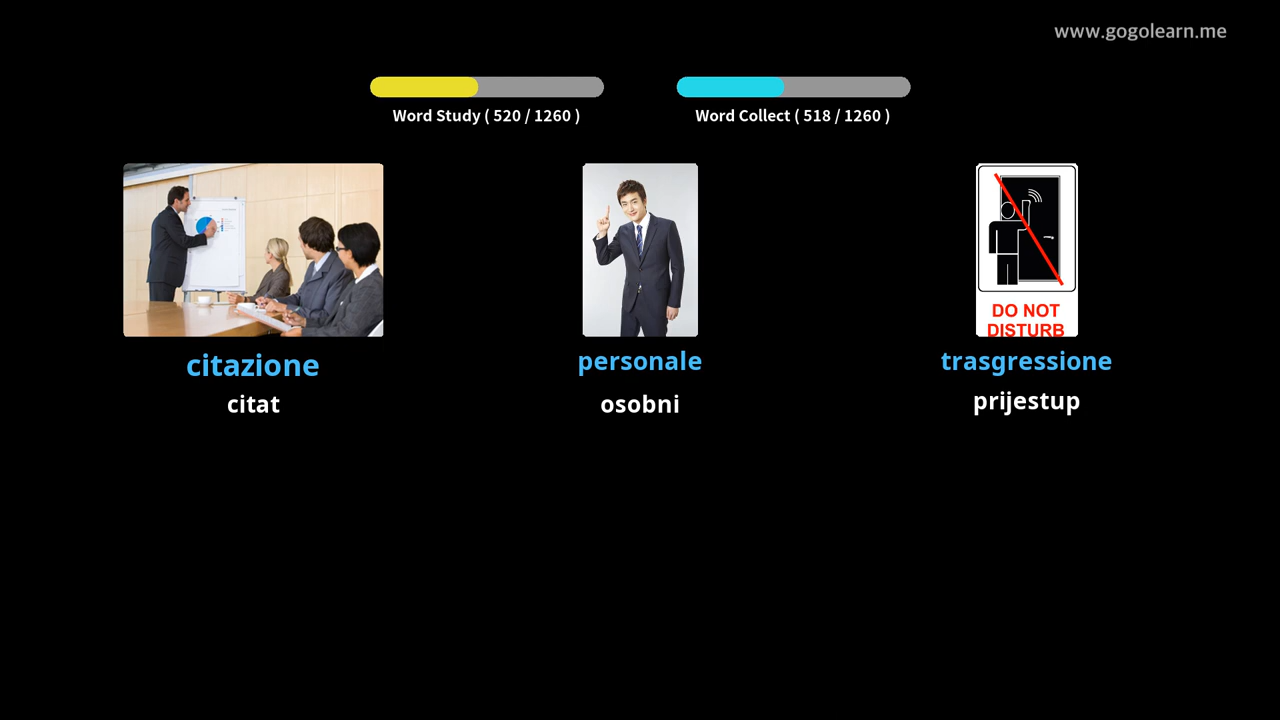 www.gogolearn.me
Word Study ( 520 / 1260 )
Word Collect ( 518 / 1260 )
DO NOT
DISTURB
citazione
personale
trasgressione
citat
osobni
prijestup